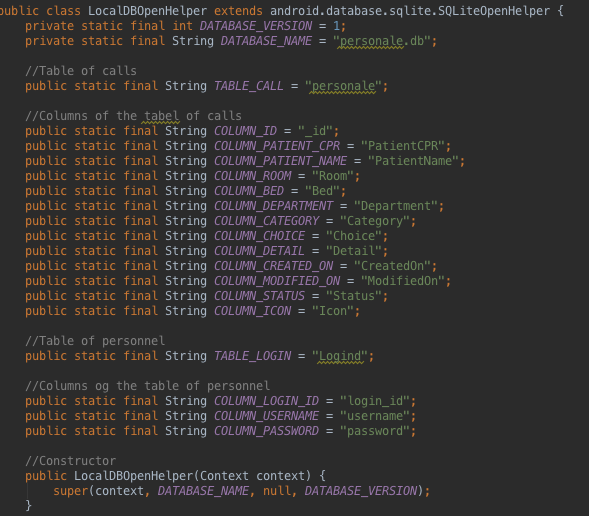 public class LocalDBOpenHelper extends android.database.sqlite.SQLiteOpenHelper {
private static final int DATABASE_VERSION = 1;
private static final String DATABASE_NAME = "personale.db";
//Table of calls
public static final String TABLE_CALL = "personale";
//Columns of the tabel of calls
public static final String COLUMN_ID = "_id";
public static final String COLUMN_PATIENT_CPR = "PatientCPR";
public static final String COLUMN_PATIENT_NAME = "PatientName";
public static final String COLUMN_ROOM = "Room";
public static final String COLUMN_BED = "Bed";
public static final String COLUMN_DEPARTMENT = "Department";
public static final String COLUMN_CATEGORY = "Category";
public static final String COLUMN_CHOICE = "Choice";
public static final String COLUMN_DETAIL = "Detail";
public static final String COLUMN_CREATED_ON = "CreatedOn";
public static final String COLUMN_MODIFIED_ON = "ModifiedOn";
public static final String COLUMN_STATUS = "Status";
public static final String COLUMN_ICON = "Icon";
//Table of personnel
public static final String TABLE_LOGIN = "Logind";
//Columns og the table of personnel
public static final String COLUMN_LOGIN_ID = "login_id";
public static final String COLUMN_USERNAME = "username";
public static final String COLUMN_PASSWORD = "password";
//Constructor
public LocalDBOpenHelper(Context context) {
super(context, DATABASE_NAME, null, DATABASE_VERSION);
}